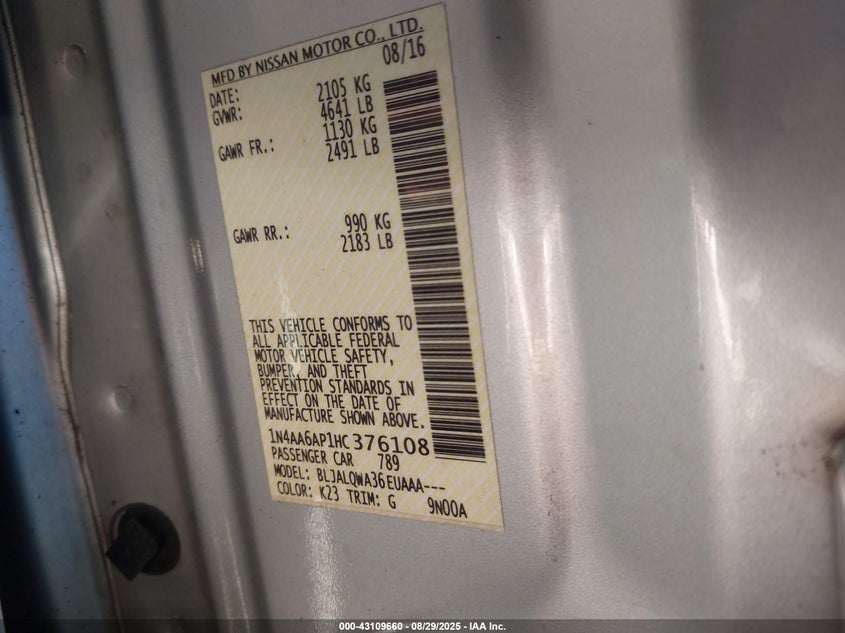 MFD BY NISSAN MOTOR CO., LTD.
DATE: 08/16
GVWR: 2105 KG
4641 LB
GAWR FR.: 1130 KG
2491 LB
GAWR RR.: 990 KG
2183 LB
THIS VEHICLE CONFORMS TO
ALL APPLICABLE FEDERAL
MOTOR VEHICLE SAFETY,
BUMPER, AND THEFT
PREVENTION STANDARDS IN
EFFECT ON THE DATE OF
MANUFACTURE SHOWN ABOVE.
1N4AA6AP1HC376108
PASSENGER CAR 789
MODEL: BLJALQWA36EUAAA---
COLOR: K23 TRIM: G 9N00A
000-43109660 - 08/29/2025 - IAA Inc.